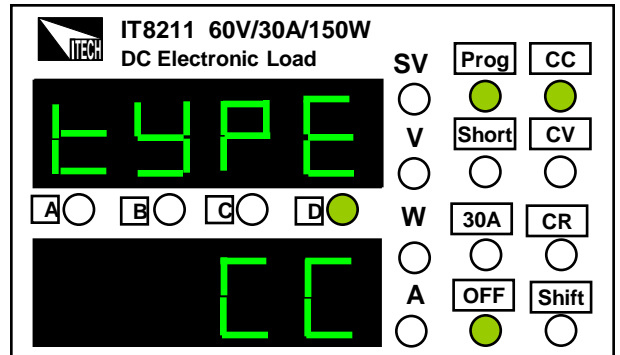 ITECH
IT8211 60V/30A/150W
DC Electronic Load
SV Prog CC
tyPE
V Short CV
A B C D
W 30A CR
CC
A OFF Shift